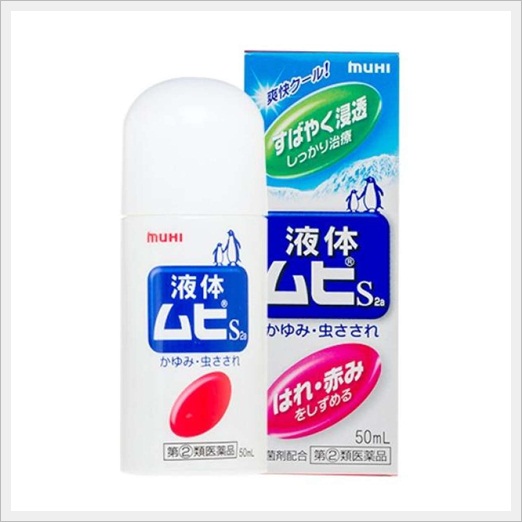 muhi
液体
ムヒ®S2a
かゆみ・虫さされ
指②類医薬品
50mL
muhi
爽快クール!
すばやく浸透
しっかり治療
液体
ムヒ®S2a
かゆみ・虫さされ
はれ・赤み
をしずめる
50mL
菌剤配合 指②類医薬品